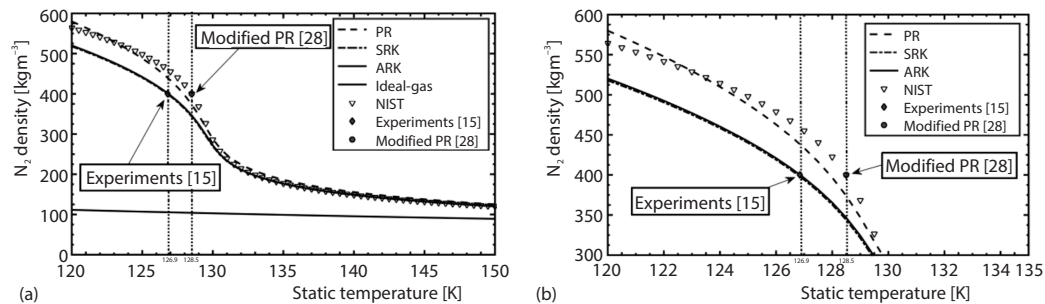 N₂ density [kgm⁻³]
600
500
400
300
200
100
0
120
125
126.9
128.5
130
135
140
145
150
Static temperature [K]
(a)
Modified PR [28]
Experiments [15]
PR
SRK
ARK
Ideal-gas
NIST
Experiments [15]
Modified PR [28]
N₂ density [kgm⁻³]
600
550
500
450
400
350
300
120
122
124
126
126.9
128
128.5
130
132
134
135
Static temperature [K]
(b)
Experiments [15]
Modified PR [28]
PR
SRK
ARK
NIST
Experiments [15]
Modified PR [28]